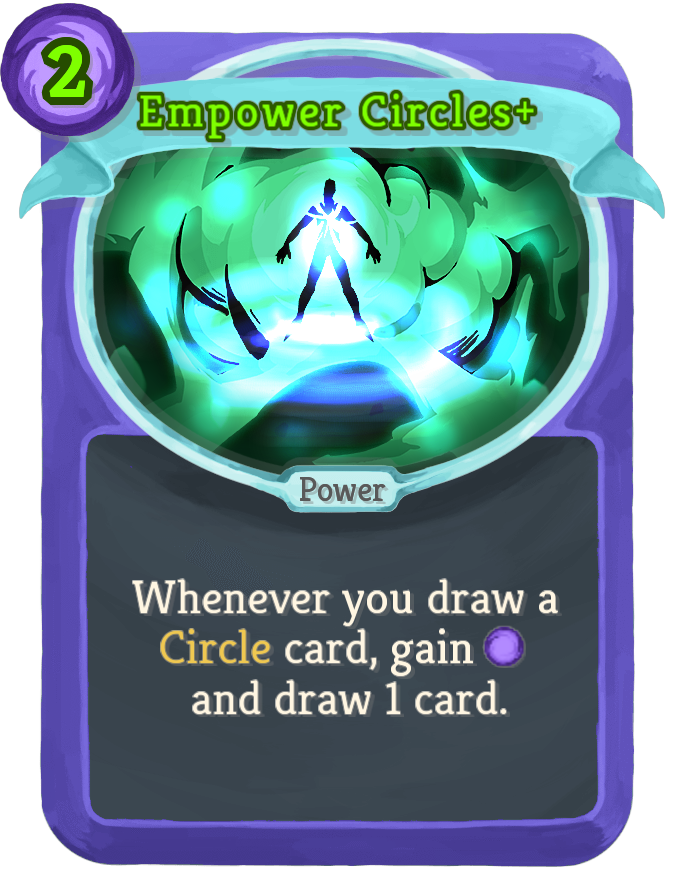 2
Empower Circles+
Power
Whenever you draw a
Circle card, gain
and draw 1 card.